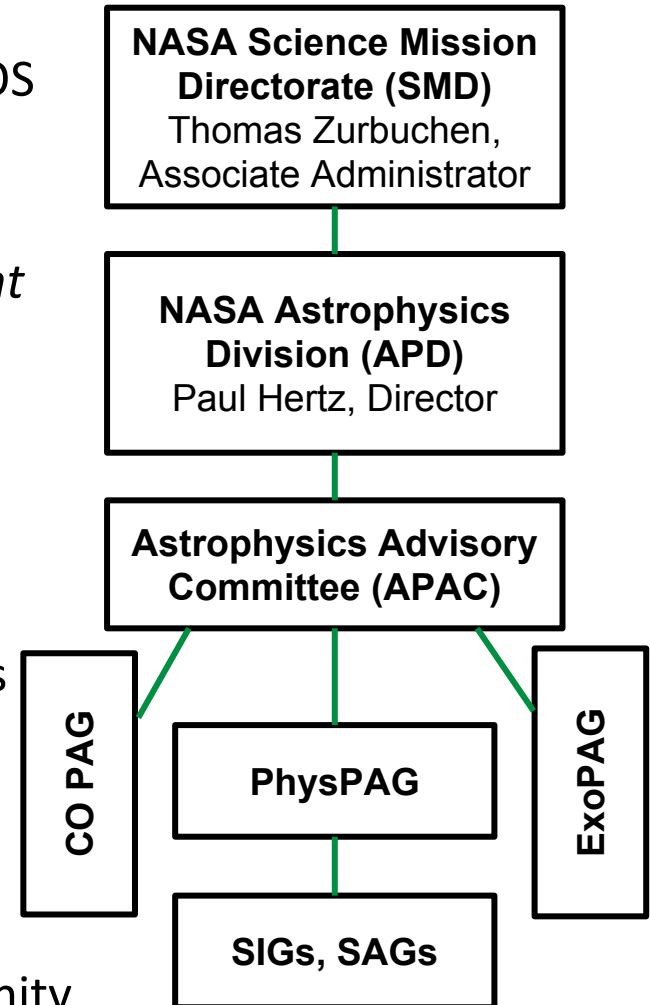 NASA Science Mission
Directorate (SMD)
Thomas Zurbuchen,
Associate Administrator
NASA Astrophysics
Division (APD)
Paul Hertz, Director
Astrophysics Advisory
Committee (APAC)
CO PAG
PhysPAG
ExoPAG
SIGs, SAGs